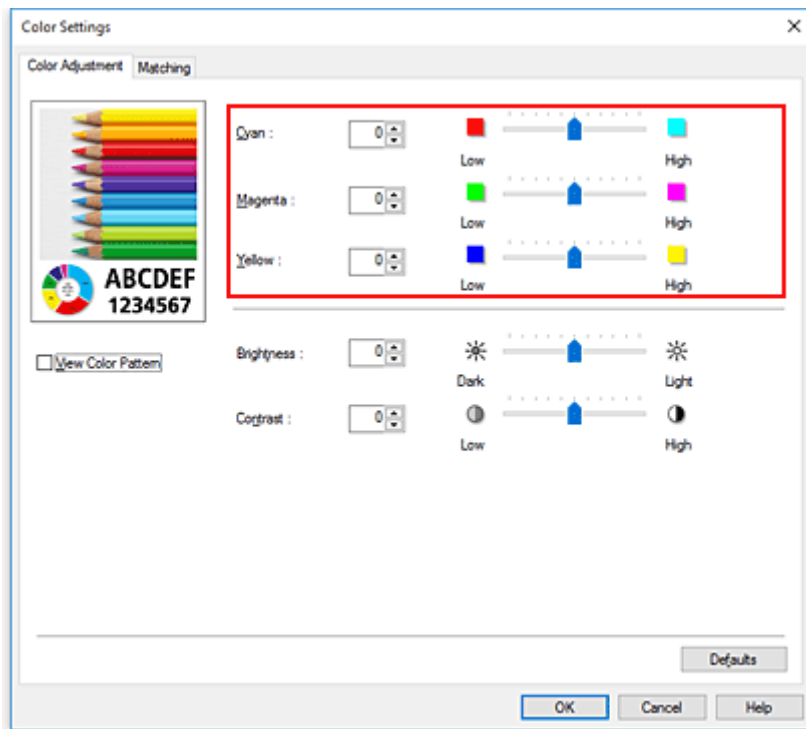 Color Settings
Color Adjustment Matching
ABCDEF
1234567
View Color Pattern
Cyan : 0
Low High
Magenta : 0
Low High
Yellow : 0
Low High
Brightness : 0
Dark Light
Contrast : 0
Low High
Defaults
OK Cancel Help